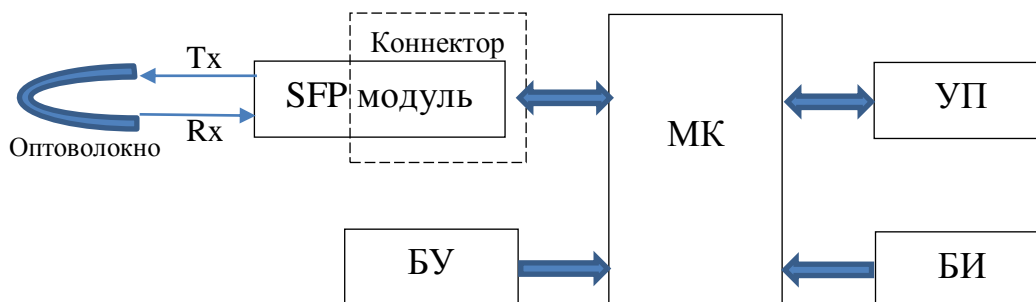 Коннектор
Tx
SFP модуль
Rx
Оптоволокно
МК
УП
БУ
БИ